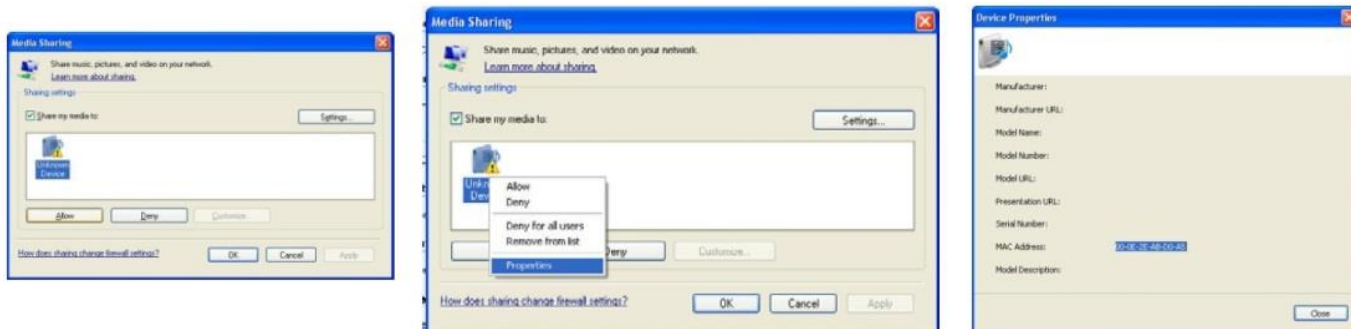 Media Sharing
Share music, pictures, and video on your network.
Learn more about sharing.
Sharing settings
Share my media to:
Settings...
Unknown
Device
Allow
Deny
Customize...
How does sharing change firewall settings?
OK
Cancel
Apply
Media Sharing
Share music, pictures, and video on your network.
Learn more about sharing.
Sharing settings
Share my media to:
Settings...
Allow
Deny
Deny for all users
Remove from list
Properties
Deny
Customize...
How does sharing change firewall settings?
OK
Cancel
Apply
Device Properties
Manufacturer:
Manufacturer URL:
Model Name:
Model Number:
Model URL:
Presentation URL:
Serial Number:
MAC Address:
Model Description:
Close